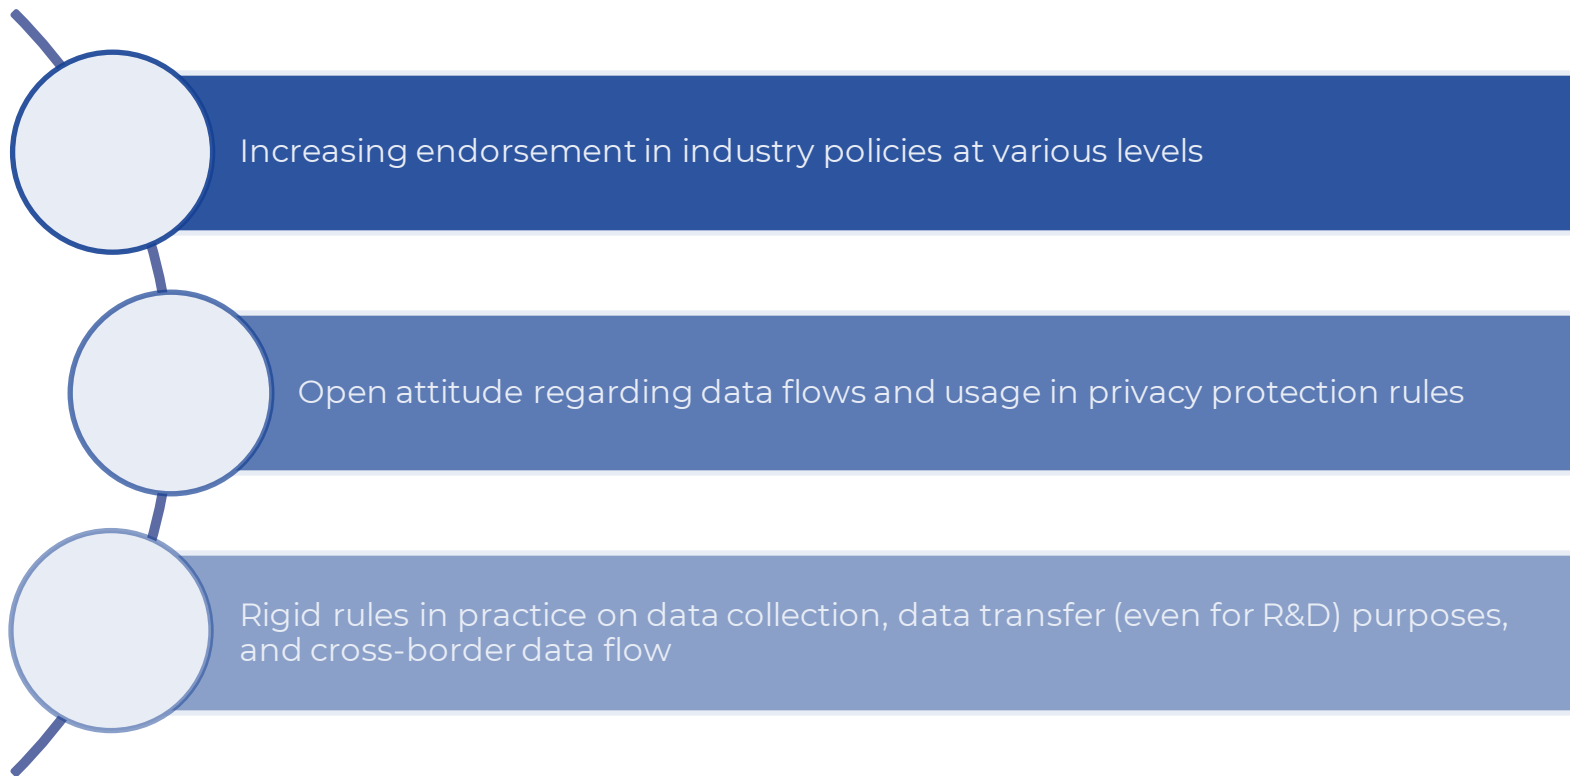 Increasing endorsement in industry policies at various levels
Open attitude regarding data flows and usage in privacy protection rules
Rigid rules in practice on data collection, data transfer (even for R&D) purposes,
and cross-border data flow